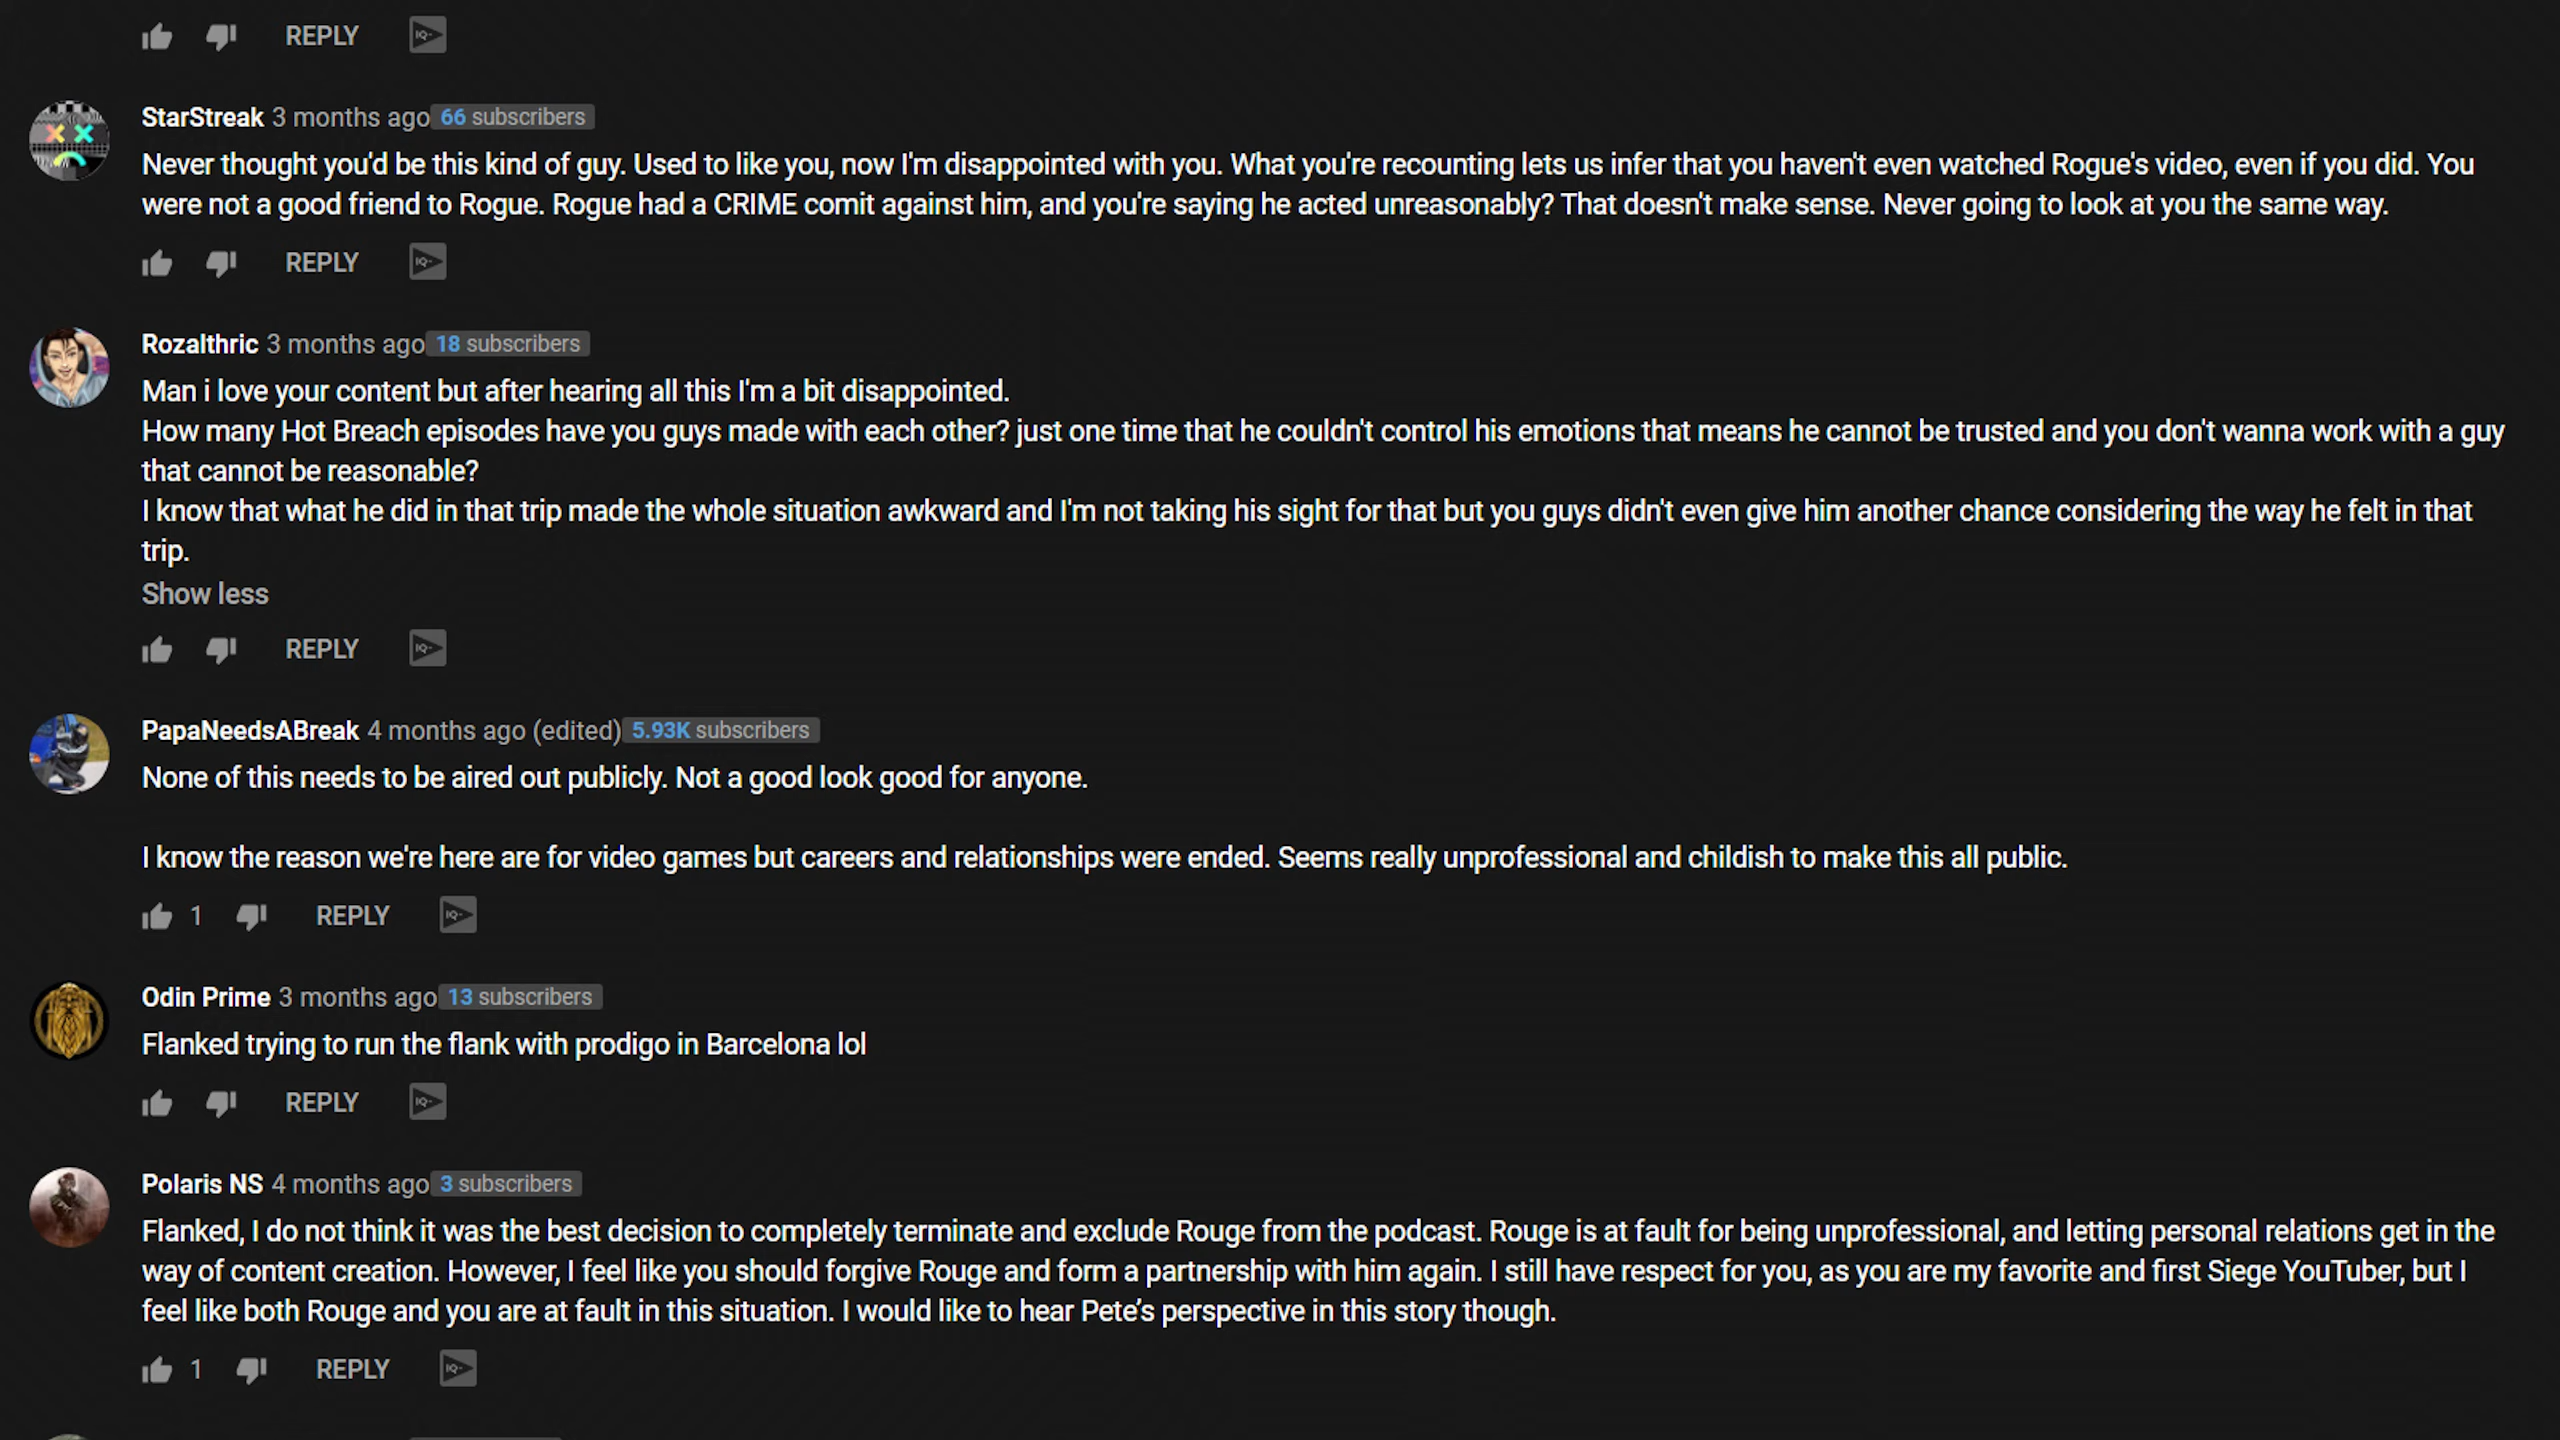 REPLY
StarStreak 3 months ago 66 subscribers
Never thought you'd be this kind of guy. Used to like you, now I'm disappointed with you. What you're recounting lets us infer that you haven't even watched Rogue's video, even if you did. You
were not a good friend to Rogue. Rogue had a CRIME comit against him, and you're saying he acted unreasonably? That doesn't make sense. Never going to look at you the same way.
REPLY
Rozalthric 3 months ago 18 subscribers
Man i love your content but after hearing all this I'm a bit disappointed.
How many Hot Breach episodes have you guys made with each other? just one time that he couldn't control his emotions that means he cannot be trusted and you don't wanna work with a guy
that cannot be reasonable?
I know that what he did in that trip made the whole situation awkward and I'm not taking his sight for that but you guys didn't even give him another chance considering the way he felt in that
trip.
Show less
REPLY
PapaNeedsABreak 4 months ago (edited) 5.93K subscribers
None of this needs to be aired out publicly. Not a good look good for anyone.
I know the reason we're here are for video games but careers and relationships were ended. Seems really unprofessional and childish to make this all public.
1 REPLY
Odin Prime 3 months ago 13 subscribers
Flanked trying to run the flank with prodigo in Barcelona lol
REPLY
Polaris NS 4 months ago 3 subscribers
Flanked, I do not think it was the best decision to completely terminate and exclude Rouge from the podcast. Rouge is at fault for being unprofessional, and letting personal relations get in the
way of content creation. However, I feel like you should forgive Rouge and form a partnership with him again. I still have respect for you, as you are my favorite and first Siege YouTuber, but I
feel like both Rouge and you are at fault in this situation. I would like to hear Pete’s perspective in this story though.
1 REPLY